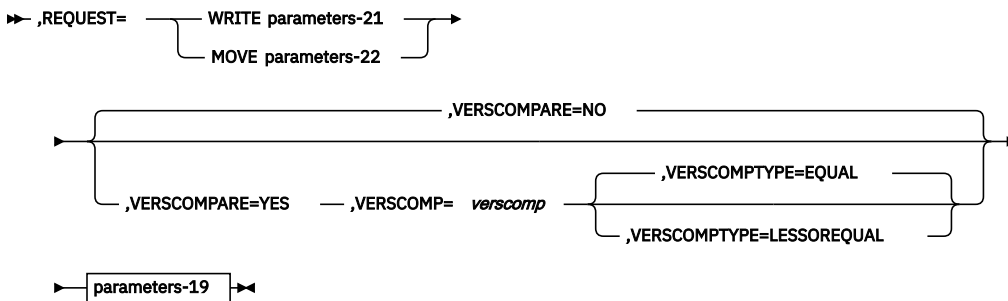 ,REQUEST= WRITE parameters-21
MOVE parameters-22
,VERSCOMPARE=NO
,VERSCOMPARE=YES ,VERSCOMP= verscomp ,VERSCOMPTYPE=EQUAL
,VERSCOMPTYPE=LESSOREQUAL
parameters-19